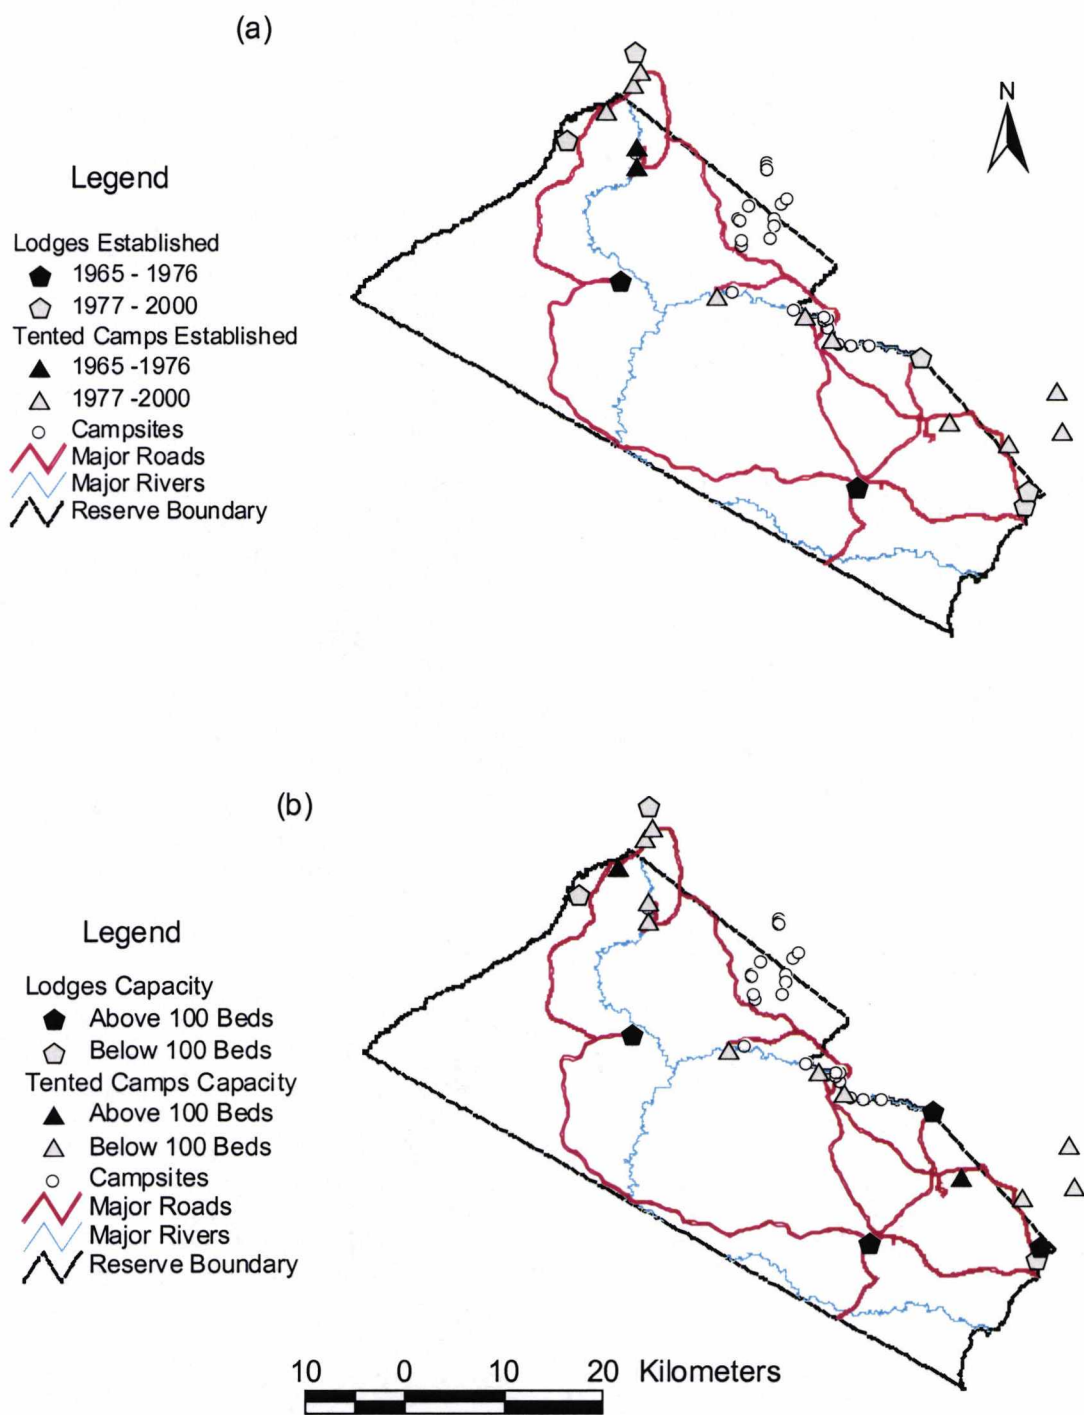 (a)
N
Legend
Lodges Established
1965 - 1976
1977 - 2000
Tented Camps Established
1965 -1976
1977 -2000
Campsites
Major Roads
Major Rivers
Reserve Boundary
(b)
Legend
Lodges Capacity
Above 100 Beds
Below 100 Beds
Tented Camps Capacity
Above 100 Beds
Below 100 Beds
Campsites
Major Roads
Major Rivers
Reserve Boundary
10 0 10 20 Kilometers